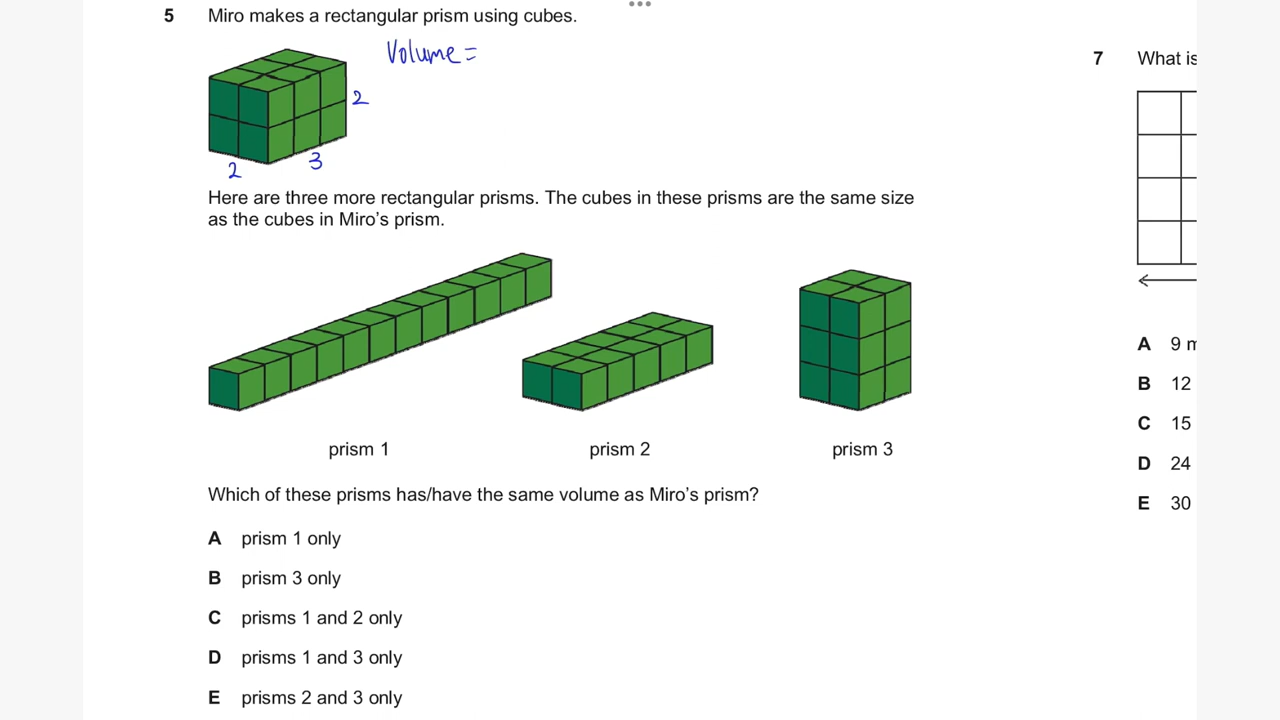 5 Miro makes a rectangular prism using cubes.
Volume =
2
2
3
Here are three more rectangular prisms. The cubes in these prisms are the same size
as the cubes in Miro's prism.
prism 1
prism 2
prism 3
Which of these prisms has/have the same volume as Miro's prism?
A prism 1 only
B prism 3 only
C prisms 1 and 2 only
D prisms 1 and 3 only
E prisms 2 and 3 only
7 What is
A 9
B 12
C 15
D 24
E 30